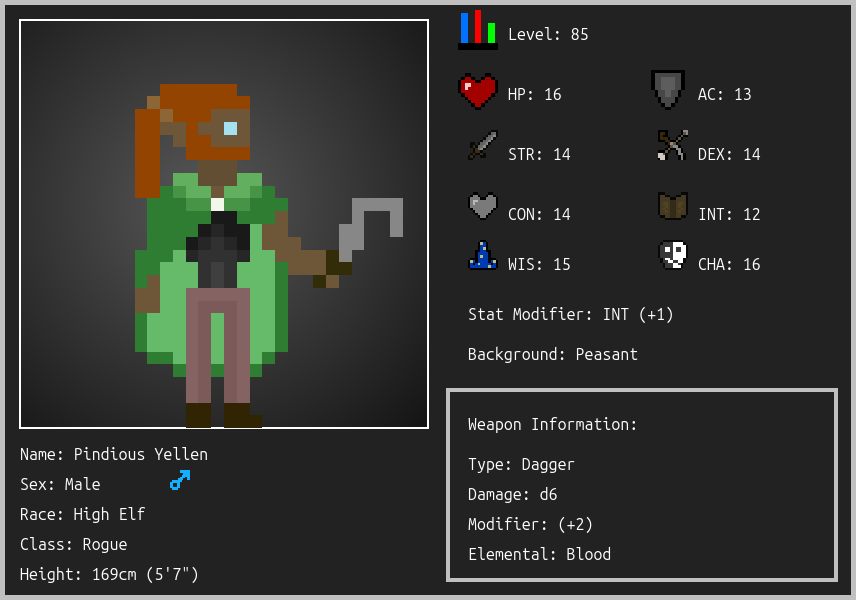 Level: 85
HP: 16
AC: 13
STR: 14
DEX: 14
CON: 14
INT: 12
WIS: 15
CHA: 16
Stat Modifier: INT (+1)
Background: Peasant
Weapon Information:
Type: Dagger
Damage: d6
Modifier: (+2)
Elemental: Blood
Name: Pindious Yellen
Sex: Male
Race: High Elf
Class: Rogue
Height: 169cm (5'7")